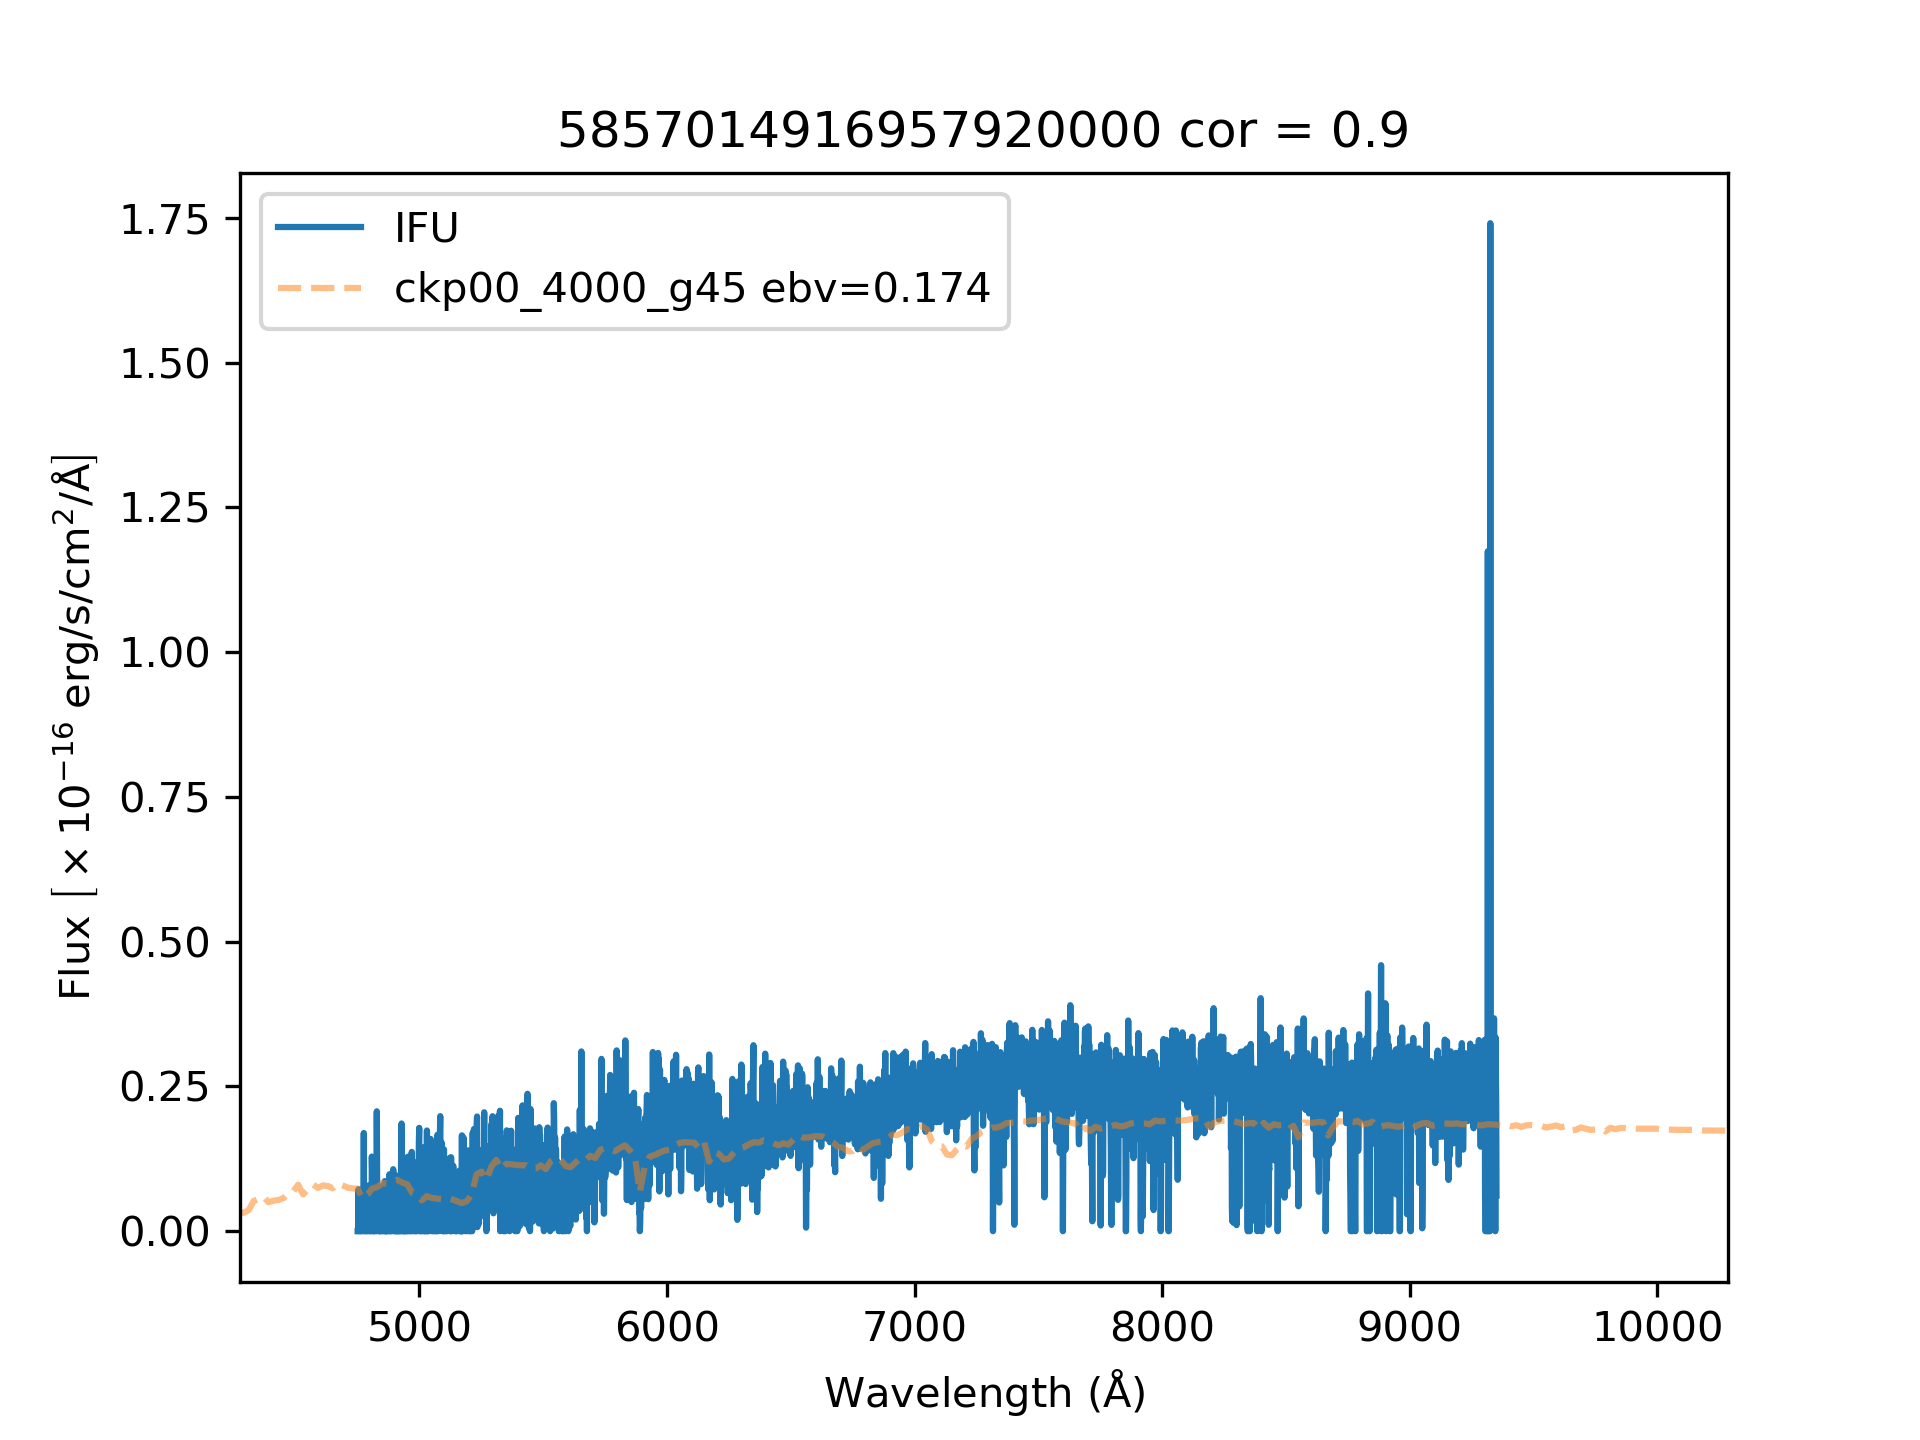 5857014916957920000 cor = 0.9
IFU
ckp00_4000_g45 ebv=0.174
1.75
1.50
1.25
1.00
0.75
0.50
0.25
0.00
Flux [×10⁻¹⁶ erg/s/cm²/Å]
5000 6000 7000 8000 9000 10000
Wavelength (Å)